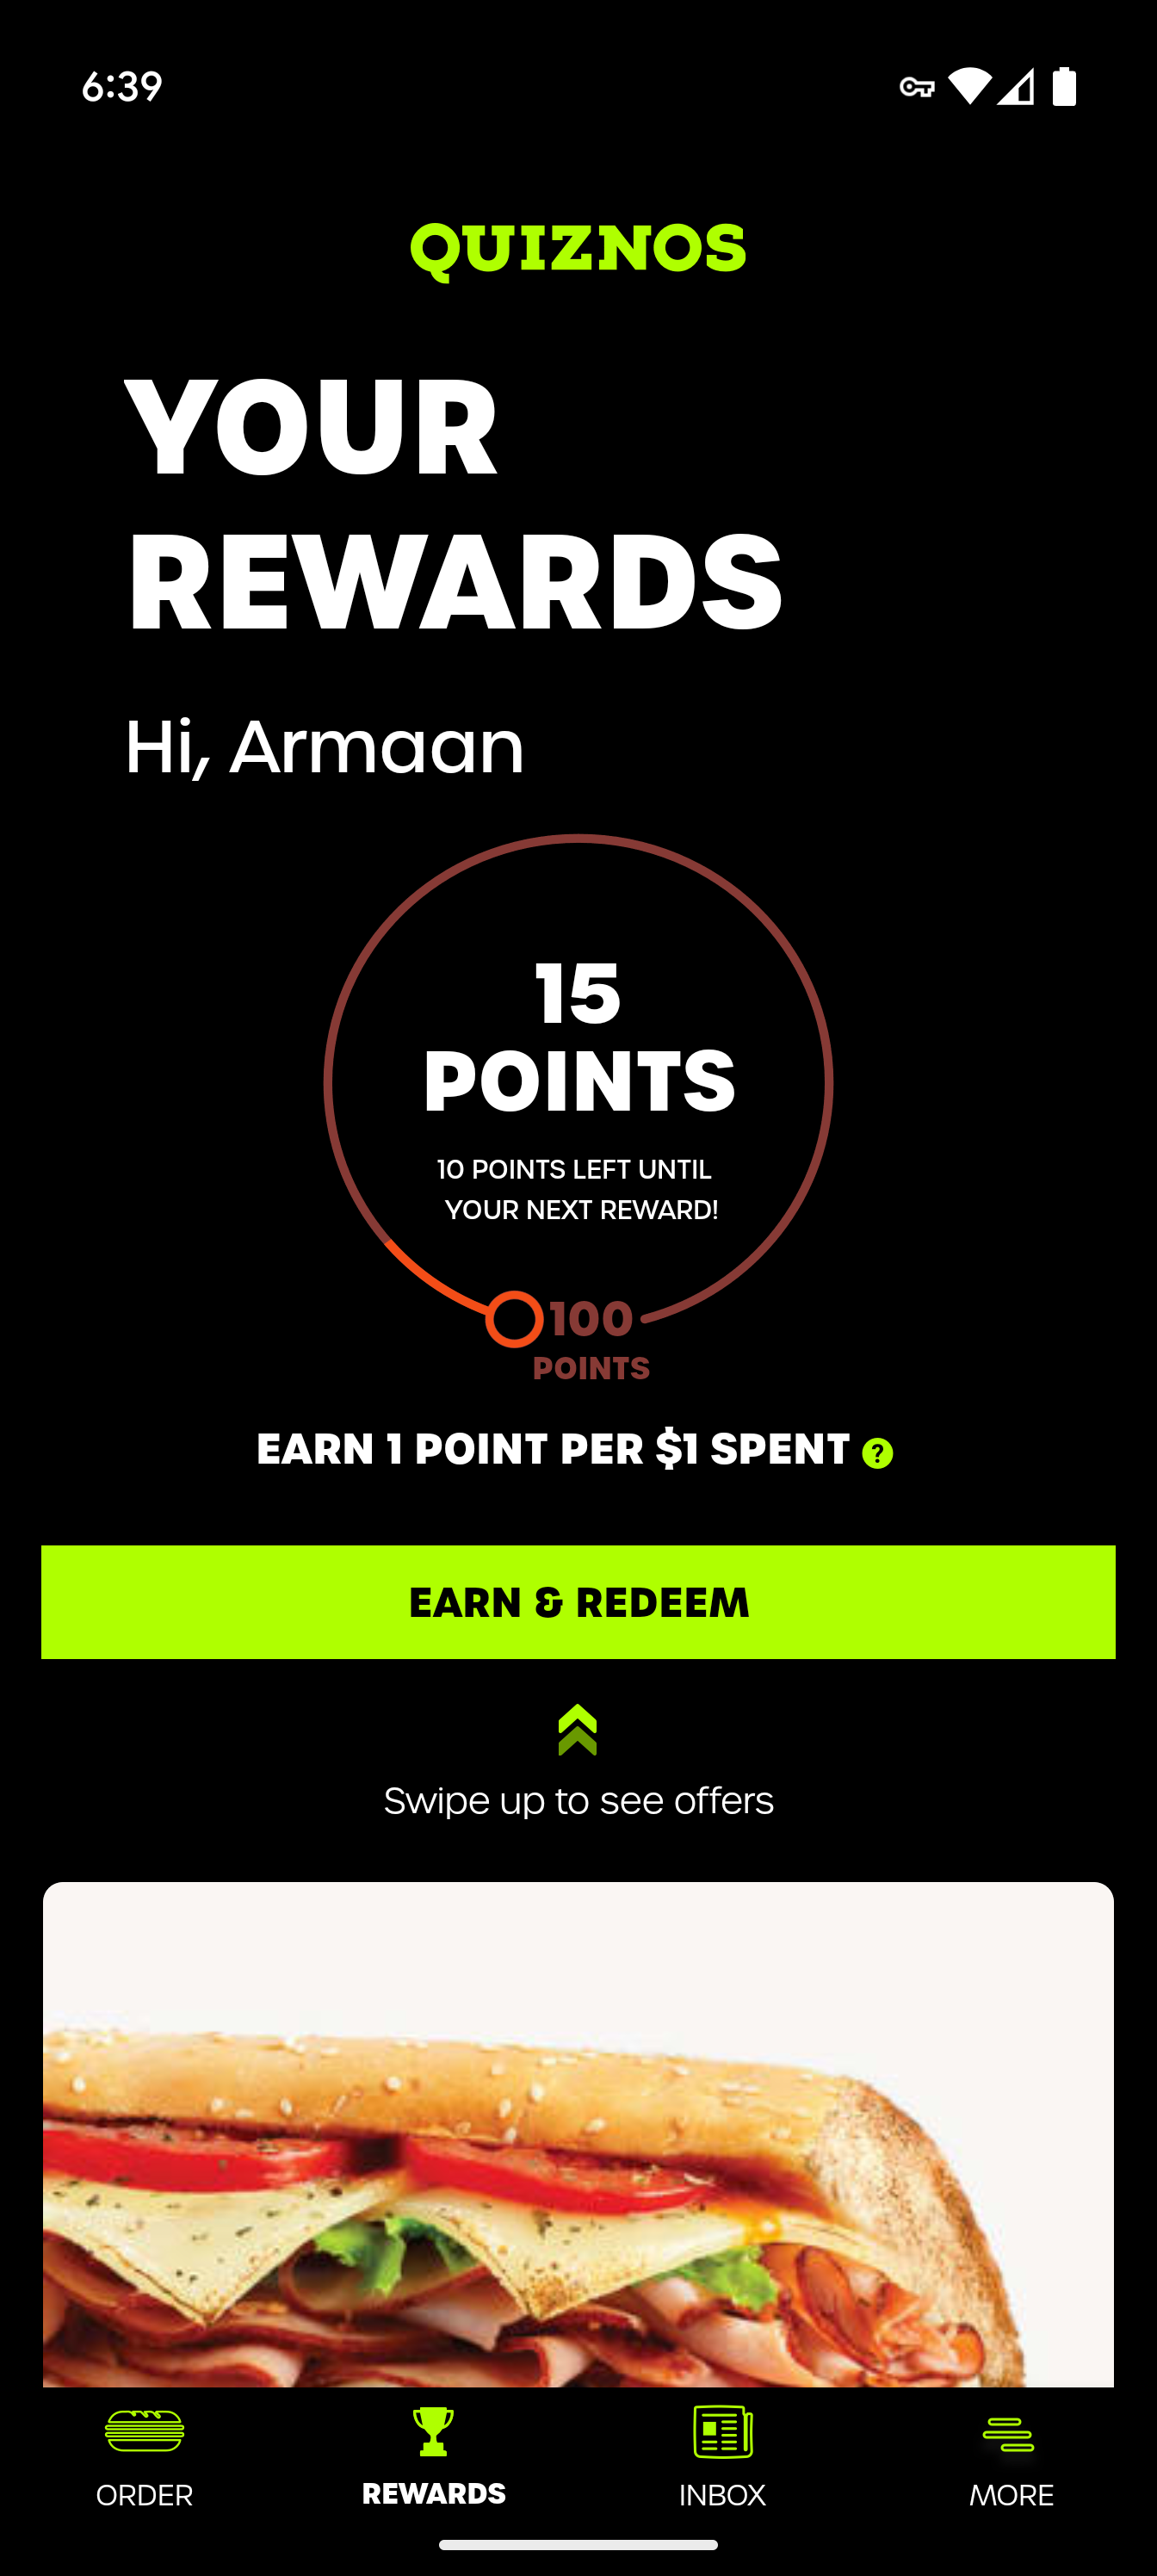 6:39
QUIZNOS
YOUR
REWARDS
Hi, Armaan
15
POINTS
10 POINTS LEFT UNTIL
YOUR NEXT REWARD!
100
POINTS
EARN 1 POINT PER $1 SPENT ?
EARN & REDEEM
Swipe up to see offers
ORDER
REWARDS
INBOX
MORE